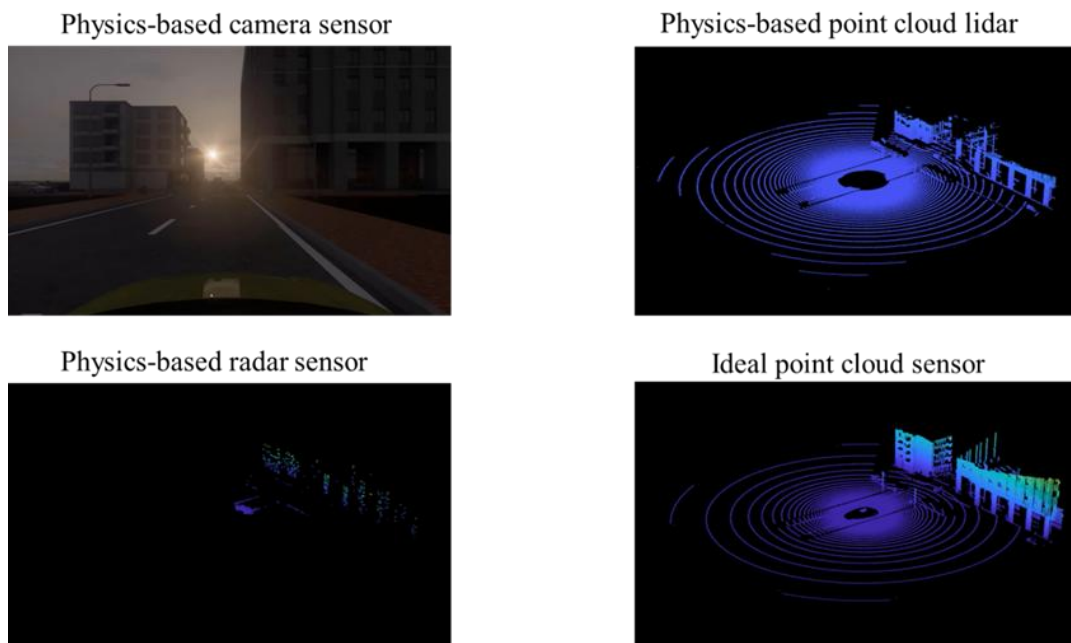 Physics-based camera sensor
Physics-based point cloud lidar
Physics-based radar sensor
Ideal point cloud sensor